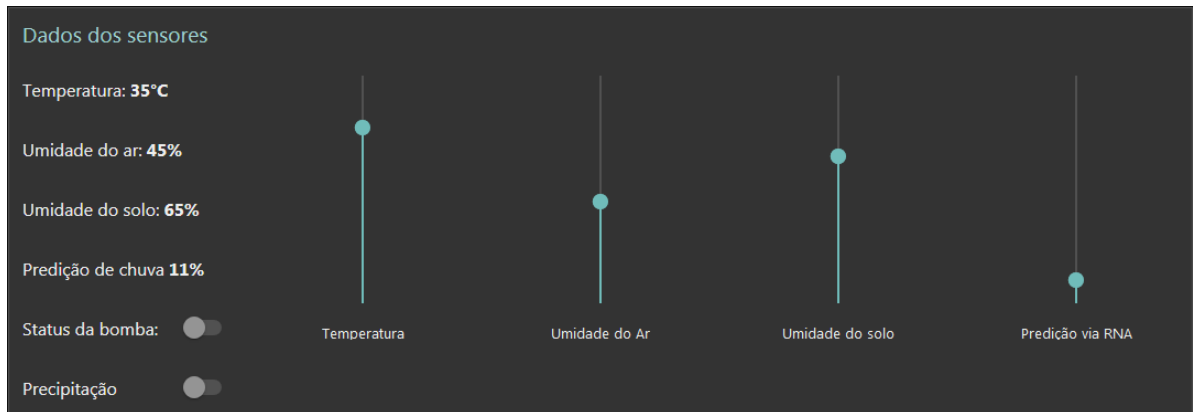 Dados dos sensores
Temperatura: 35°C
Umidade do ar: 45%
Umidade do solo: 65%
Predição de chuva 11%
Status da bomba:
Precipitação
Temperatura
Umidade do Ar
Umidade do solo
Predição via RNA